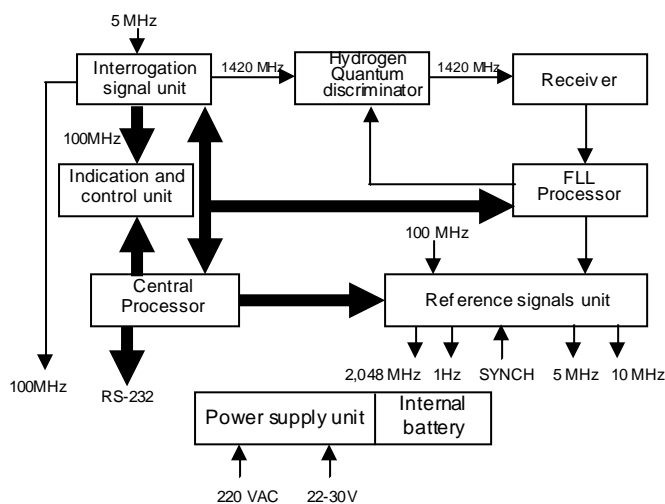 5 MHz
Interrogation
signal unit
1420 MHz
Hydrogen
Quantum
discriminator
1420 MHz
Receiver
100MHz
Indication and
control unit
FLL
Processor
100 MHz
Central
Processor
Reference signals unit
100MHz
RS-232
2,048 MHz
1Hz
SYNCH
5 MHz
10 MHz
Power supply unit
Internal
battery
220 VAC
22-30V